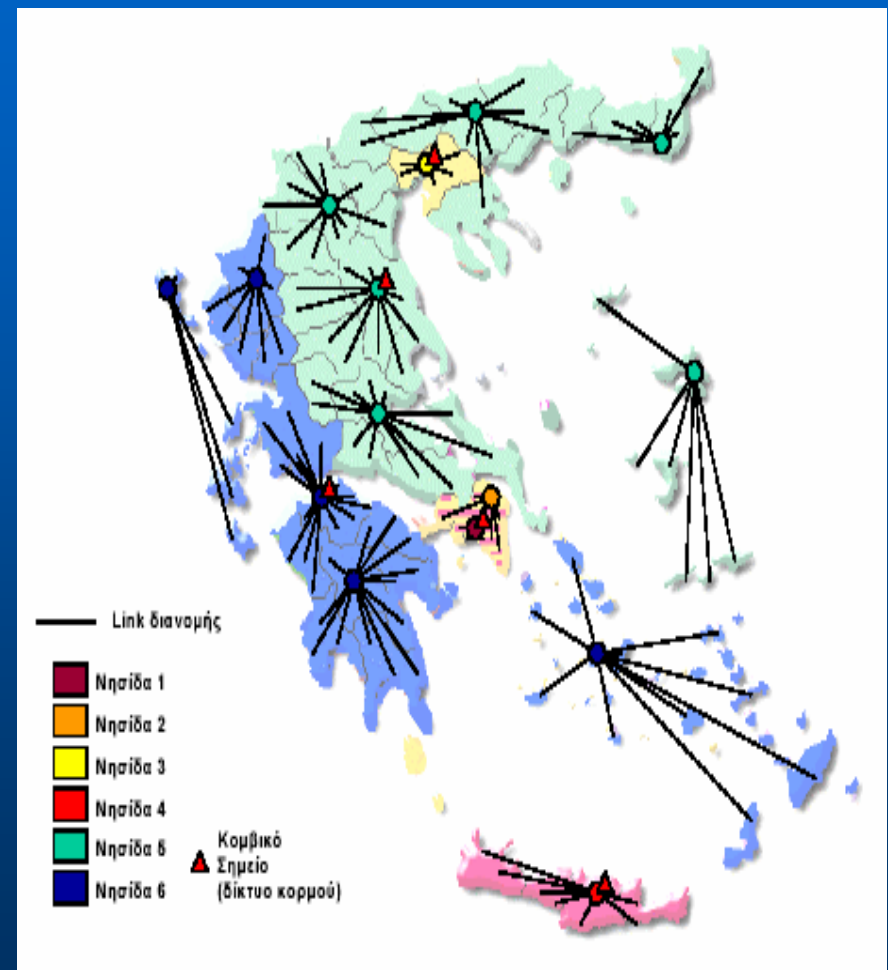 Link διανομής
Νησίδα 1
Νησίδα 2
Νησίδα 3
Νησίδα 4
Νησίδα 5
Νησίδα 6
Κομβικό
Σημείο
(δίκτυο κορμού)